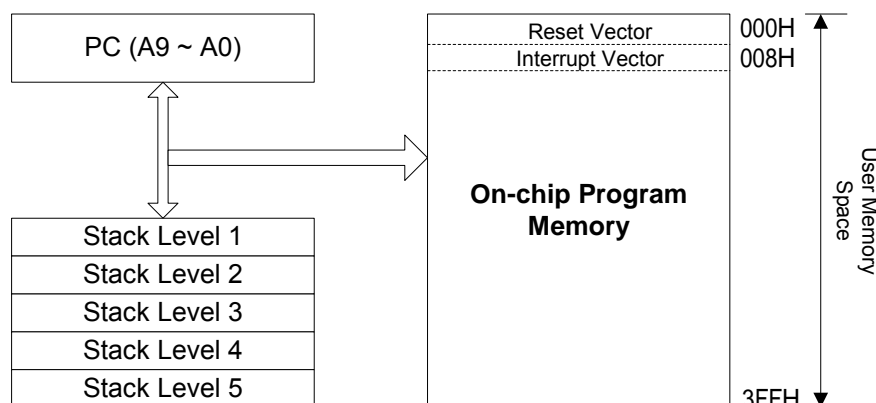 PC (A9 ~ A0)
Stack Level 1
Stack Level 2
Stack Level 3
Stack Level 4
Stack Level 5
Reset Vector
Interrupt Vector
On-chip Program
Memory
000H
008H
3FFH
User Memory
Space